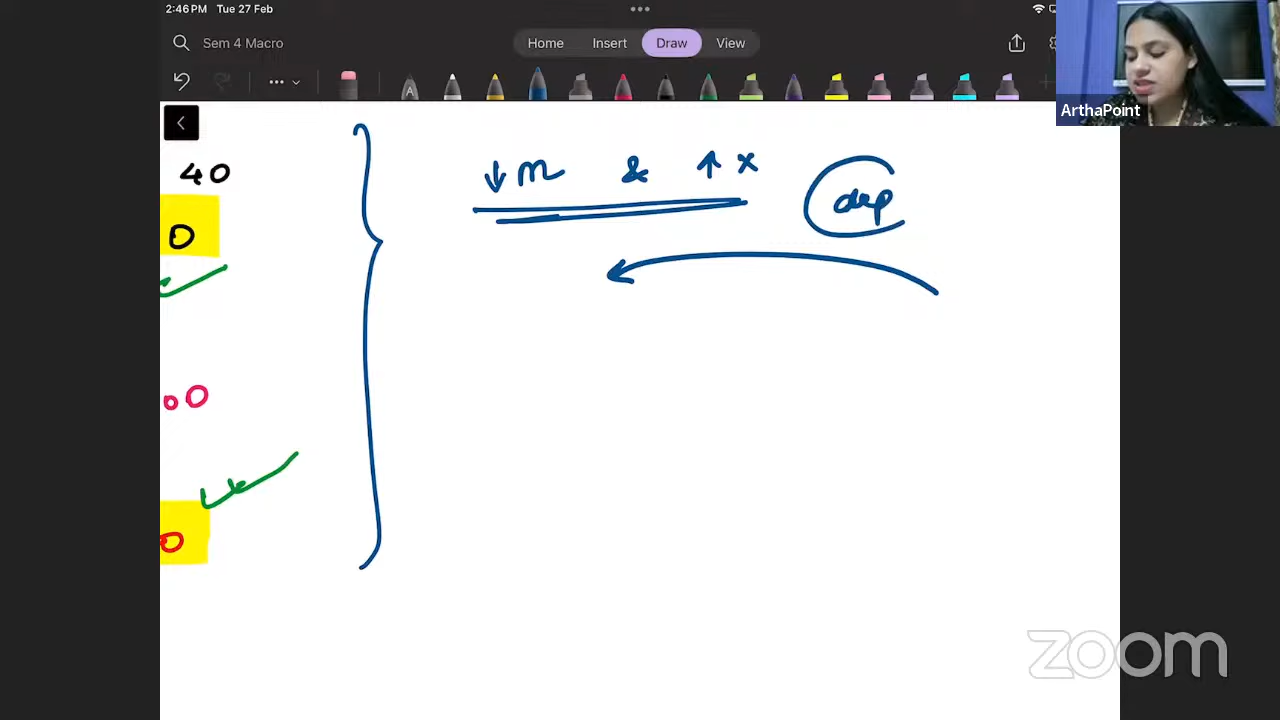 2:46 PM Tue 27 Feb
Sem 4 Macro
Home Insert Draw View
A
ArthaPoint
40
↓ m & ↑ x
dep
0
00
0
zoom